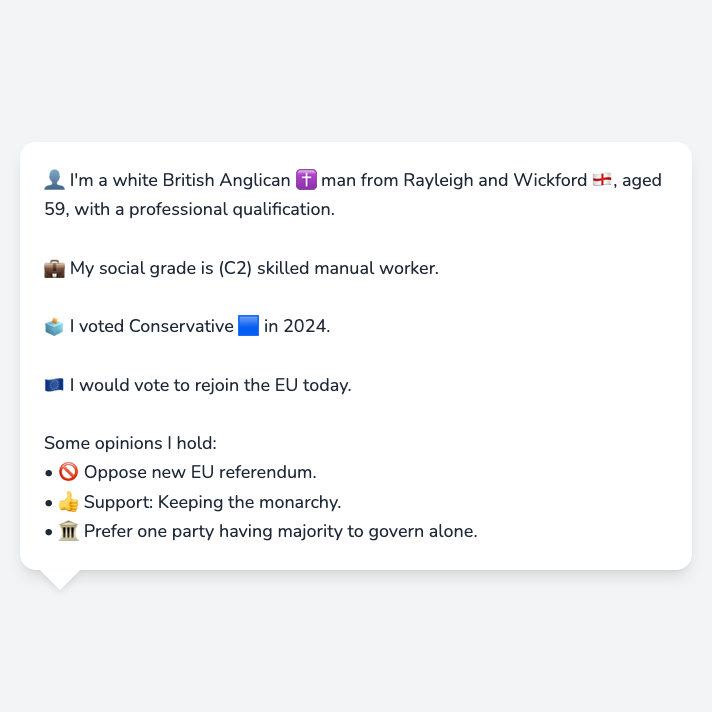 👤 I'm a white British Anglican ✝️ man from Rayleigh and Wickford 🏴󠁧󠁢󠁥󠁮󠁧󠁿, aged
59, with a professional qualification.
💼 My social grade is (C2) skilled manual worker.
🗳️ I voted Conservative 🟦 in 2024.
🇪🇺 I would vote to rejoin the EU today.
Some opinions I hold:
• 🚫 Oppose new EU referendum.
• 👍 Support: Keeping the monarchy.
• 🏛️ Prefer one party having majority to govern alone.